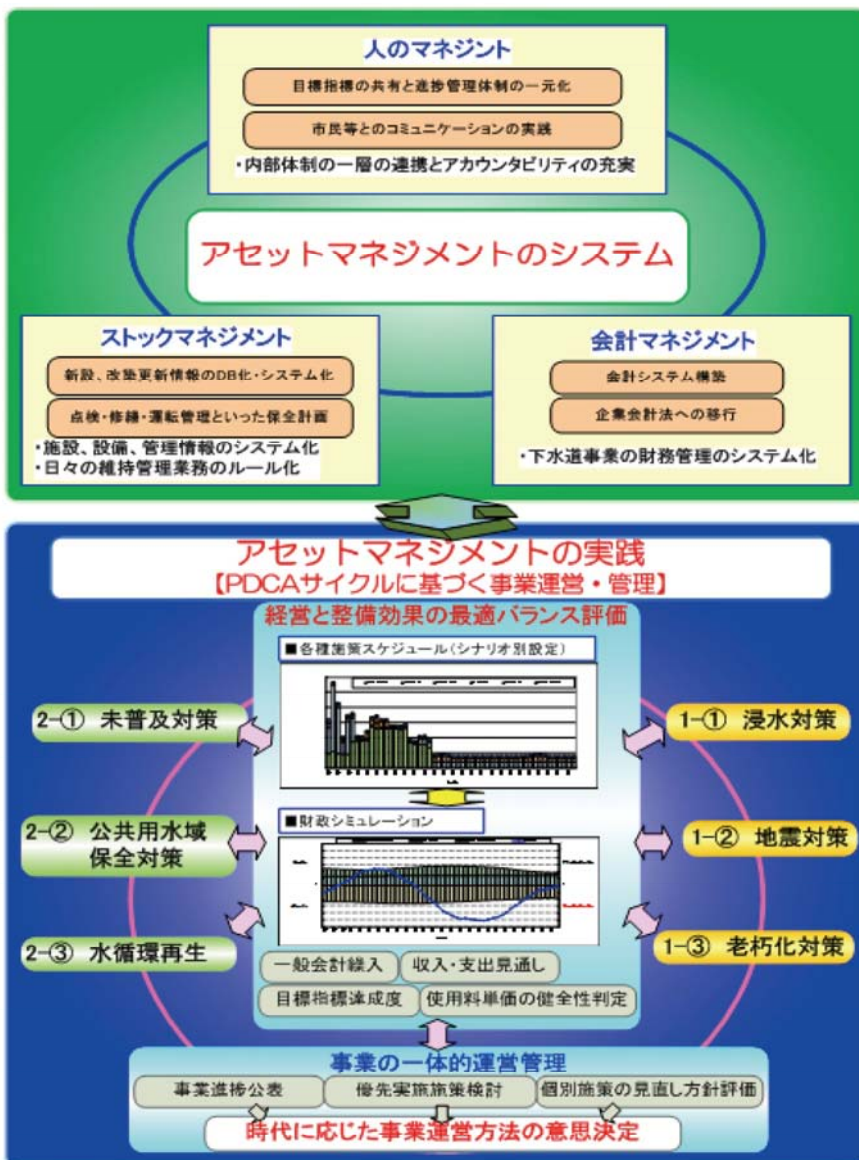 人のマネジント
目標指標の共有と進捗管理体制の一元化
市民等とのコミュニケーションの実践
・内部体制の一層の連携とアカウンタビリティの充実
アセットマネジメントのシステム
ストックマネジメント
新設、改築更新情報のDB化・システム化
点検・修繕・運転管理といった保全計画
・施設、設備、管理情報のシステム化
・日々の維持管理業務のルール化
会計マネジメント
会計システム構築
企業会計法への移行
・下水道事業の財務管理のシステム化
アセットマネジメントの実践
【PDCAサイクルに基づく事業運営・管理】
経営と整備効果の最適バランス評価
■各種施策スケジュール(シナリオ別設定)
■財政シミュレーション
一般会計繰入
収入・支出見通し
目標指標達成度
使用料単価の健全性判定
2-① 未普及対策
2-② 公共用水域
保全対策
2-③ 水循環再生
1-① 浸水対策
1-② 地震対策
1-③ 老朽化対策
事業の一体的運営管理
事業進捗公表
優先実施施策検討
個別施策の見直し方針評価
時代に応じた事業運営方法の意思決定